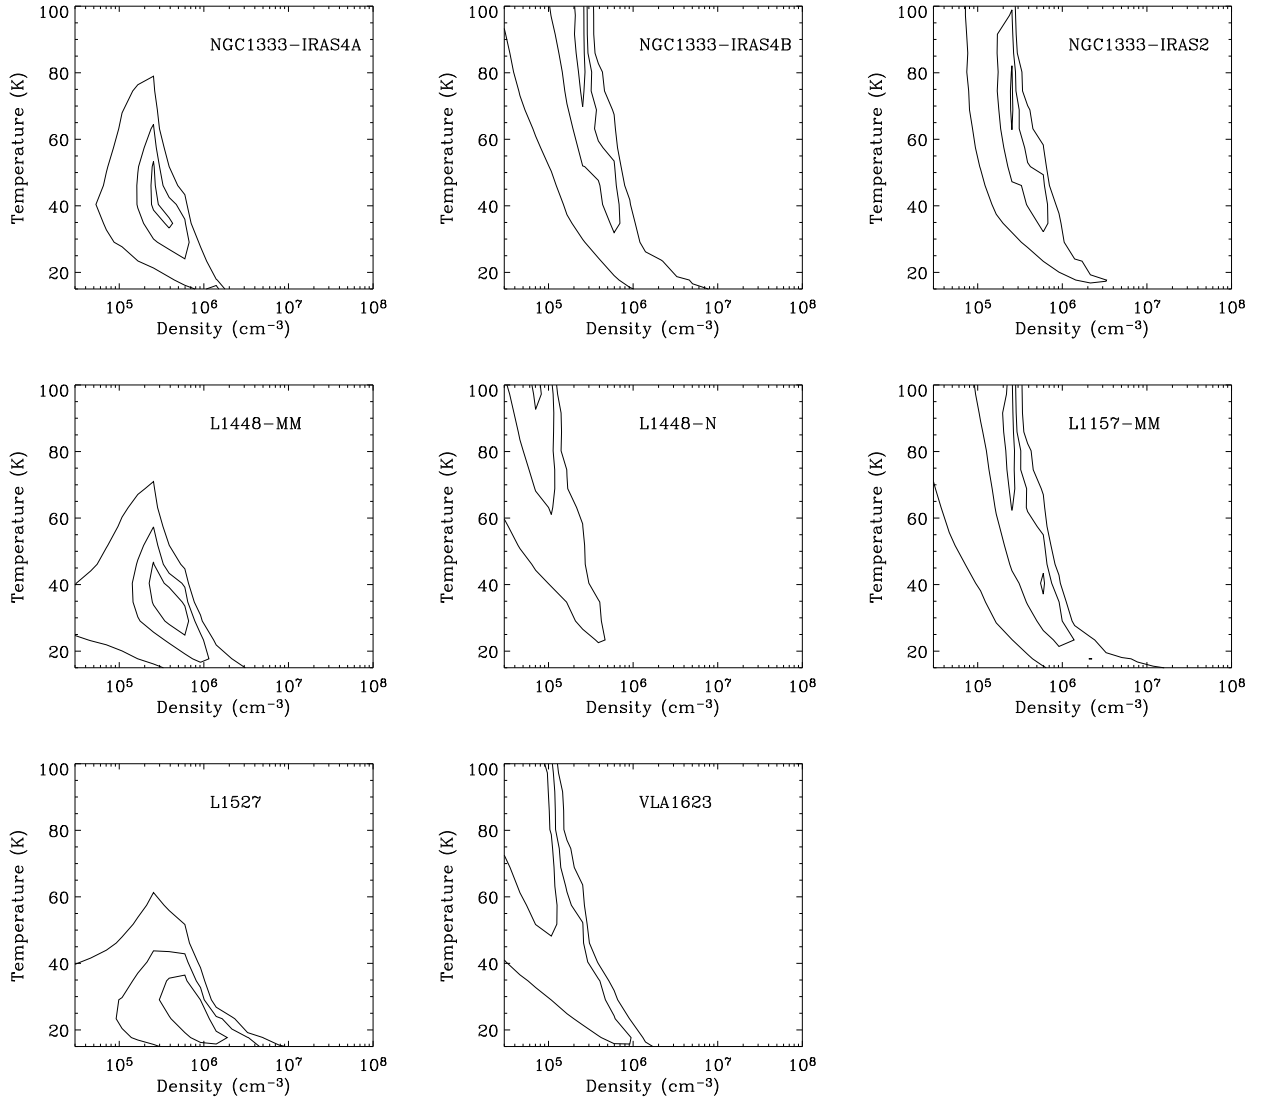 NGC1333−IRAS4A
100
80
60
40
20
Temperature (K)
10⁵ 10⁶ 10⁷ 10⁸
Density (cm⁻³)
NGC1333−IRAS4B
100
80
60
40
20
Temperature (K)
10⁵ 10⁶ 10⁷ 10⁸
Density (cm⁻³)
NGC1333−IRAS2
100
80
60
40
20
Temperature (K)
10⁵ 10⁶ 10⁷ 10⁸
Density (cm⁻³)
L1448−MM
100
80
60
40
20
Temperature (K)
10⁵ 10⁶ 10⁷ 10⁸
Density (cm⁻³)
L1448−N
100
80
60
40
20
Temperature (K)
10⁵ 10⁶ 10⁷ 10⁸
Density (cm⁻³)
L1157−MM
100
80
60
40
20
Temperature (K)
10⁵ 10⁶ 10⁷ 10⁸
Density (cm⁻³)
L1527
100
80
60
40
20
Temperature (K)
10⁵ 10⁶ 10⁷ 10⁸
Density (cm⁻³)
VLA1623
100
80
60
40
20
Temperature (K)
10⁵ 10⁶ 10⁷ 10⁸
Density (cm⁻³)